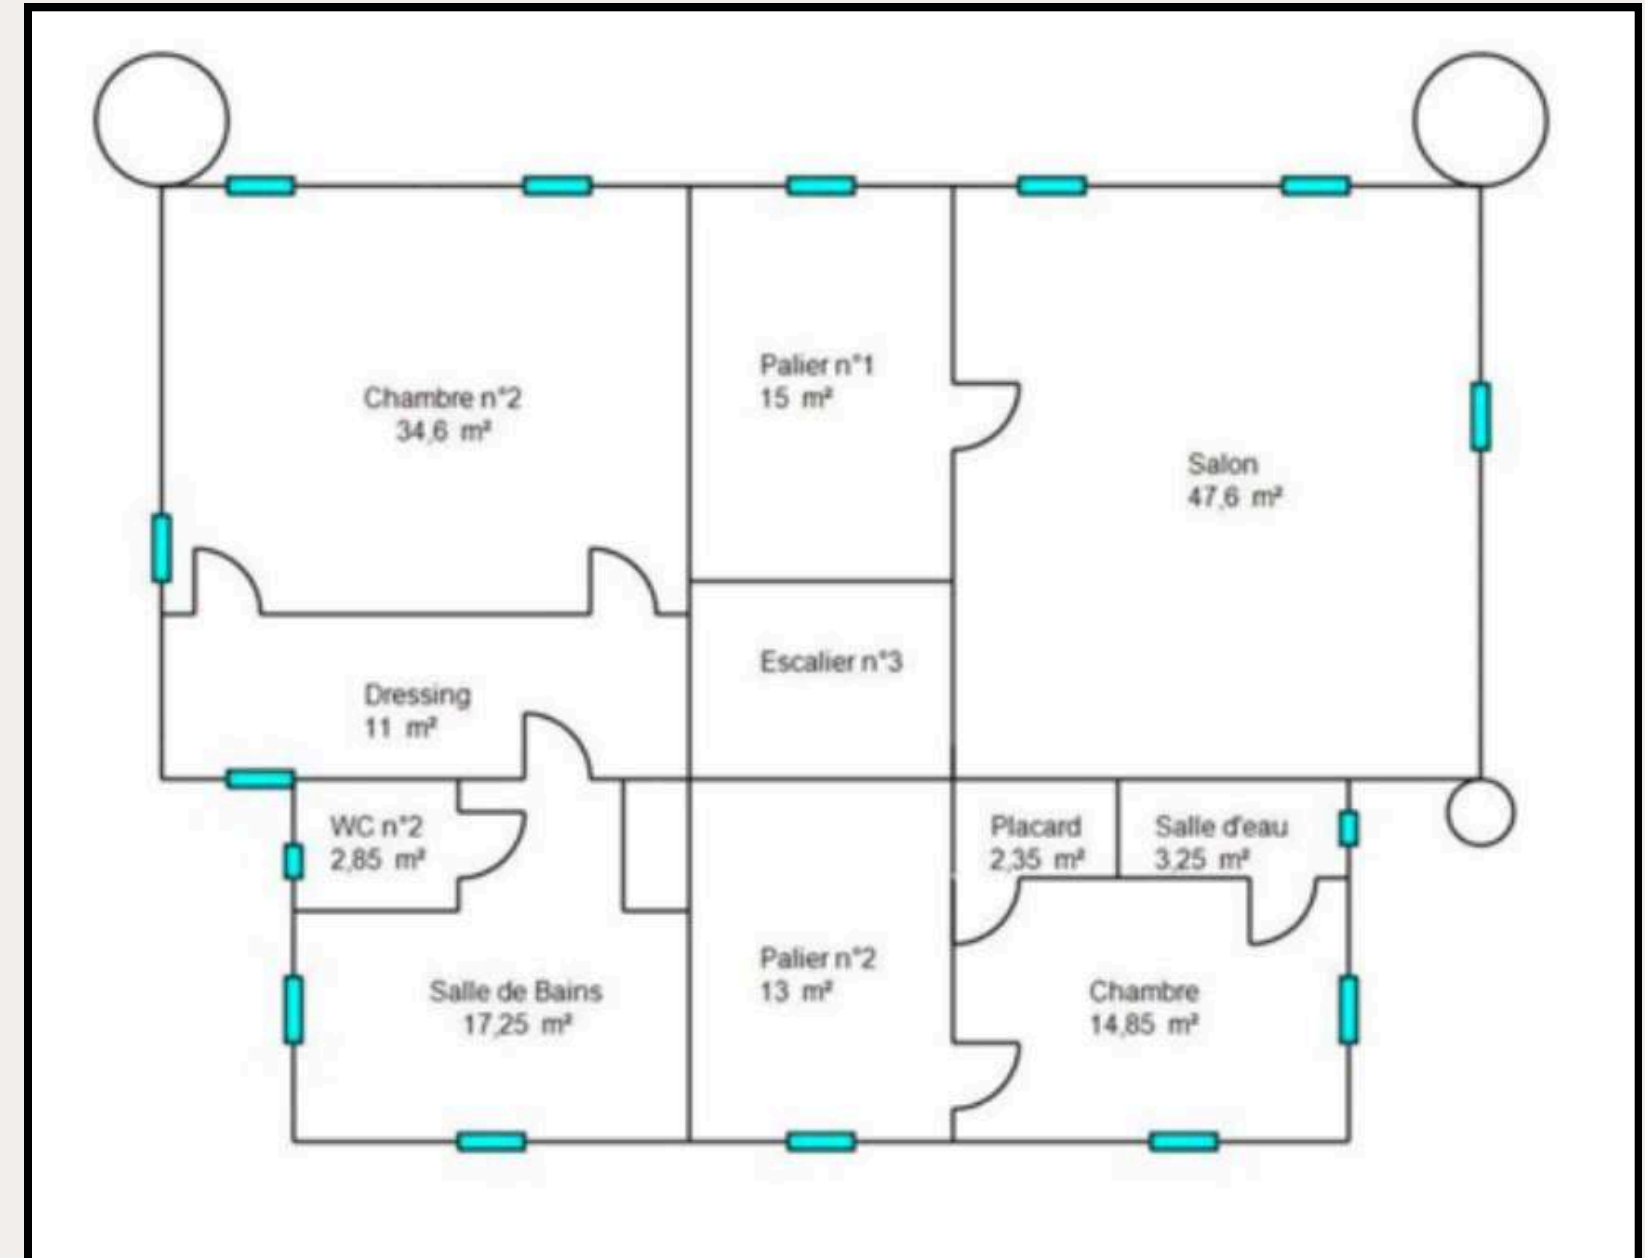 Palier n°1
15 m²
Chambre n°2
34,6 m²
Salon
47,6 m²
Escalier n°3
Dressing
11 m²
WC n°2
2,85 m²
Placard
2,35 m²
Salle d'eau
3,25 m²
Palier n°2
13 m²
Salle de Bains
17,25 m²
Chambre
14,85 m²